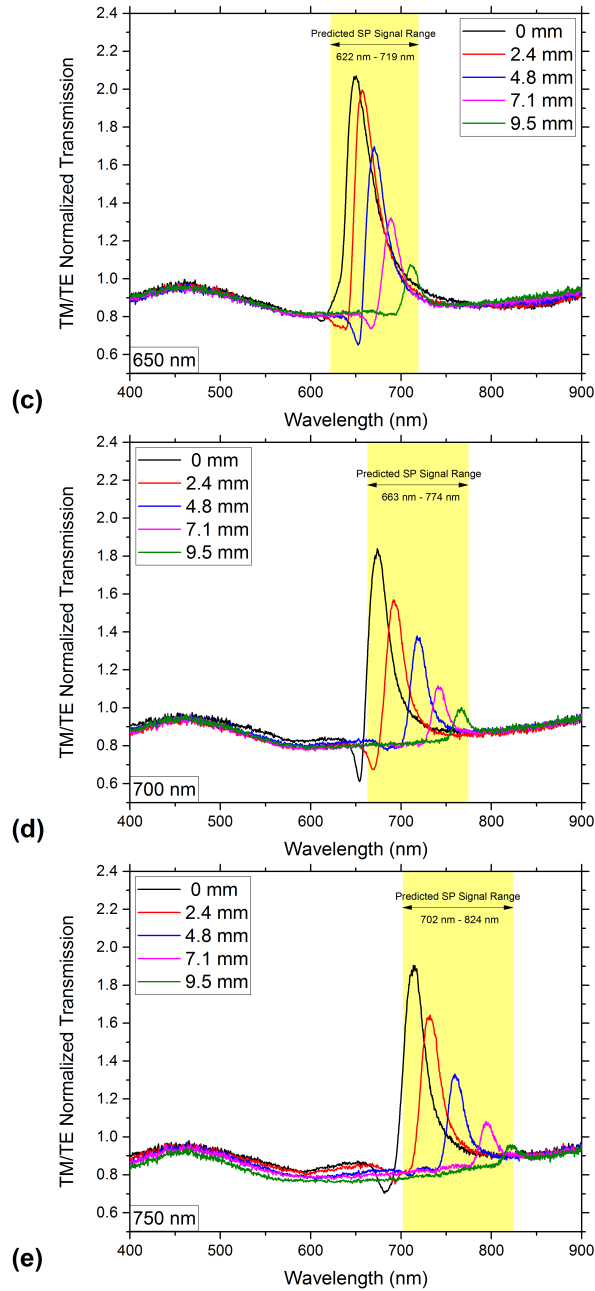 2.4
2.2
2.0
1.8
1.6
1.4
1.2
1.0
0.8
0.6
TM/TE Normalized Transmission
Predicted SP Signal Range
622 nm - 719 nm
0 mm
2.4 mm
4.8 mm
7.1 mm
9.5 mm
650 nm
400 500 600 700 800 900
Wavelength (nm)
(c)
2.4
2.2
2.0
1.8
1.6
1.4
1.2
1.0
0.8
0.6
TM/TE Normalized Transmission
0 mm
2.4 mm
4.8 mm
7.1 mm
9.5 mm
Predicted SP Signal Range
663 nm - 774 nm
700 nm
400 500 600 700 800 900
Wavelength (nm)
(d)
2.4
2.2
2.0
1.8
1.6
1.4
1.2
1.0
0.8
0.6
TM/TE Normalized Transmission
0 mm
2.4 mm
4.8 mm
7.1 mm
9.5 mm
Predicted SP Signal Range
702 nm - 824 nm
750 nm
400 500 600 700 800 900
Wavelength (nm)
(e)